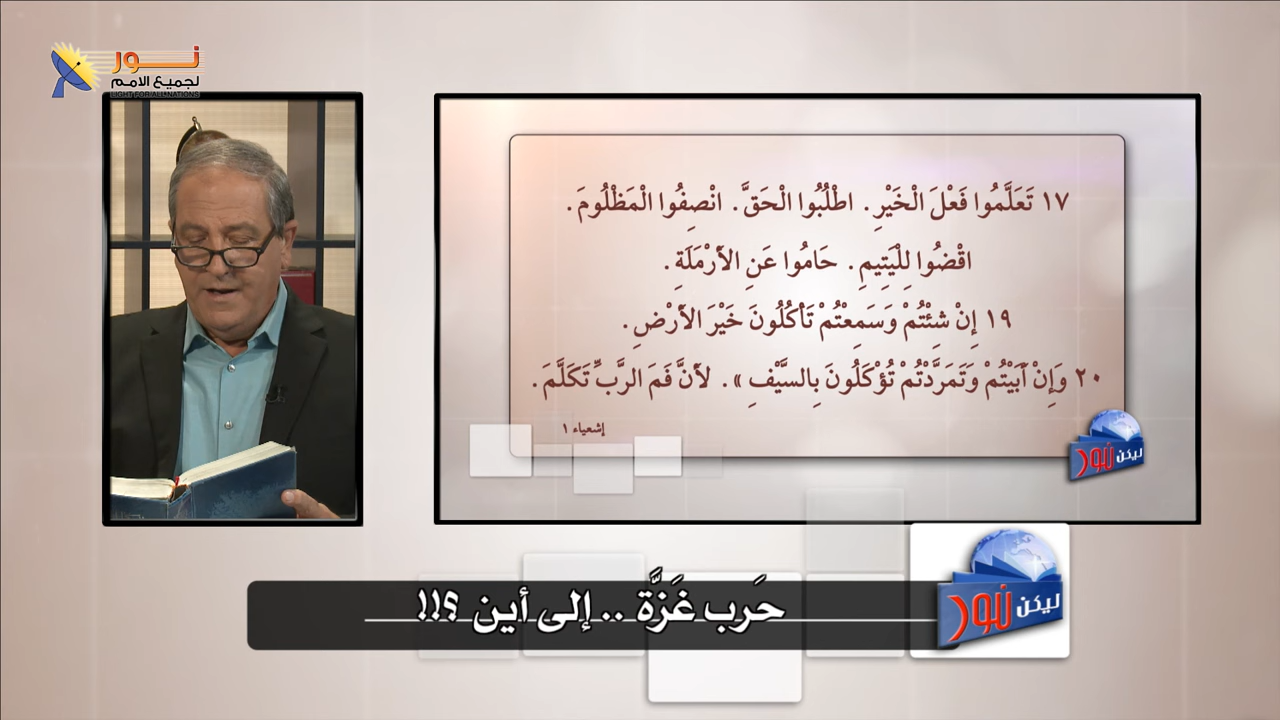 نور
لجميع الامم
LIGHT FOR ALL NATIONS
١٧ تَعَلَّمُوا فَعْلَ الْخَيْرِ. اطْلُبُوا الْحَقَّ. انْصِفُوا الْمَظْلُومَ.
اقْضُوا لِلْيَتِيمِ. حَامُوا عَنِ الأَرْمَلَةِ.
١٩ إِنْ شِئْتُمْ وَسَمِعْتُمْ تَأْكُلُونَ خَيْرَ الأَرْضِ.
٢٠ وَإِنْ أَبَيْتُمْ وَتَمَرَّدْتُمْ تُؤْكَلُونَ بِالسَّيْفِ». لأَنَّ فَمَ الرَّبِّ تَكَلَّمَ.
إشعياء ١
ليكن نور
حَرب غَزَّة .. إلى أين ؟!!
ليكن نور